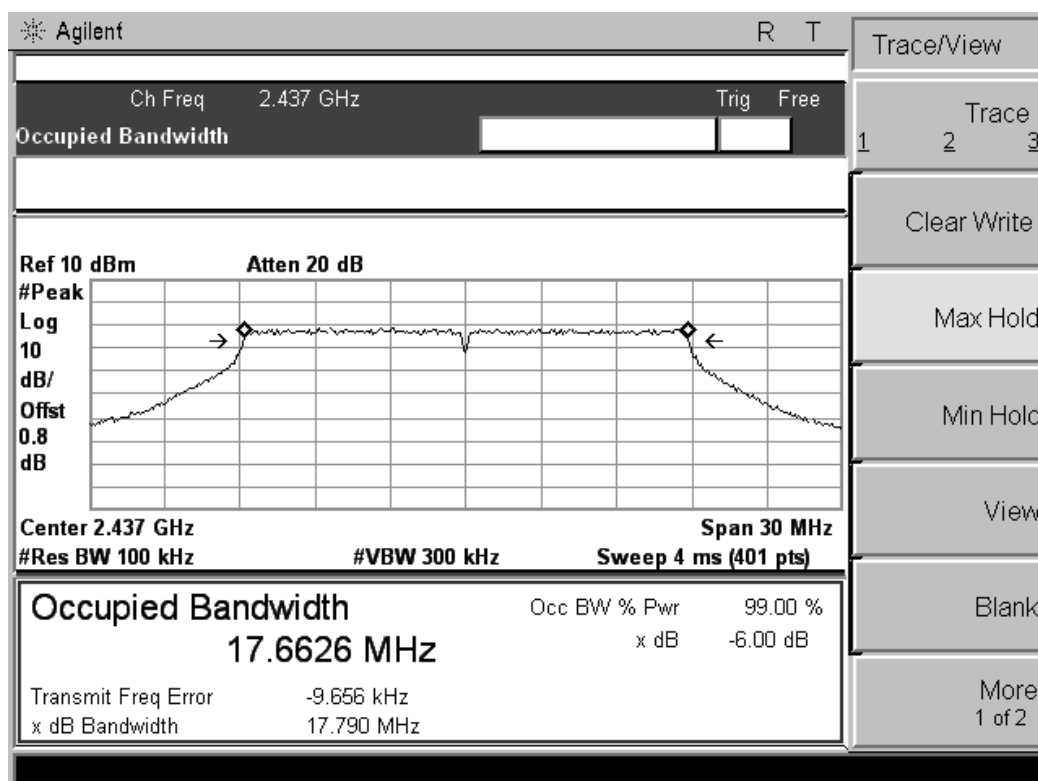 Agilent R T
Trace/View
Ch Freq 2.437 GHz Trig Free
Occupied Bandwidth
Trace
1 2 3
Clear Write
Max Hold
Min Hold
View
Blank
More
1 of 2
Ref 10 dBm Atten 20 dB
#Peak
Log
10
dB/
Offst
0.8
dB
Center 2.437 GHz Span 30 MHz
#Res BW 100 kHz #VBW 300 kHz Sweep 4 ms (401 pts)
Occupied Bandwidth Occ BW % Pwr 99.00 %
17.6626 MHz x dB -6.00 dB
Transmit Freq Error -9.656 kHz
x dB Bandwidth 17.790 MHz